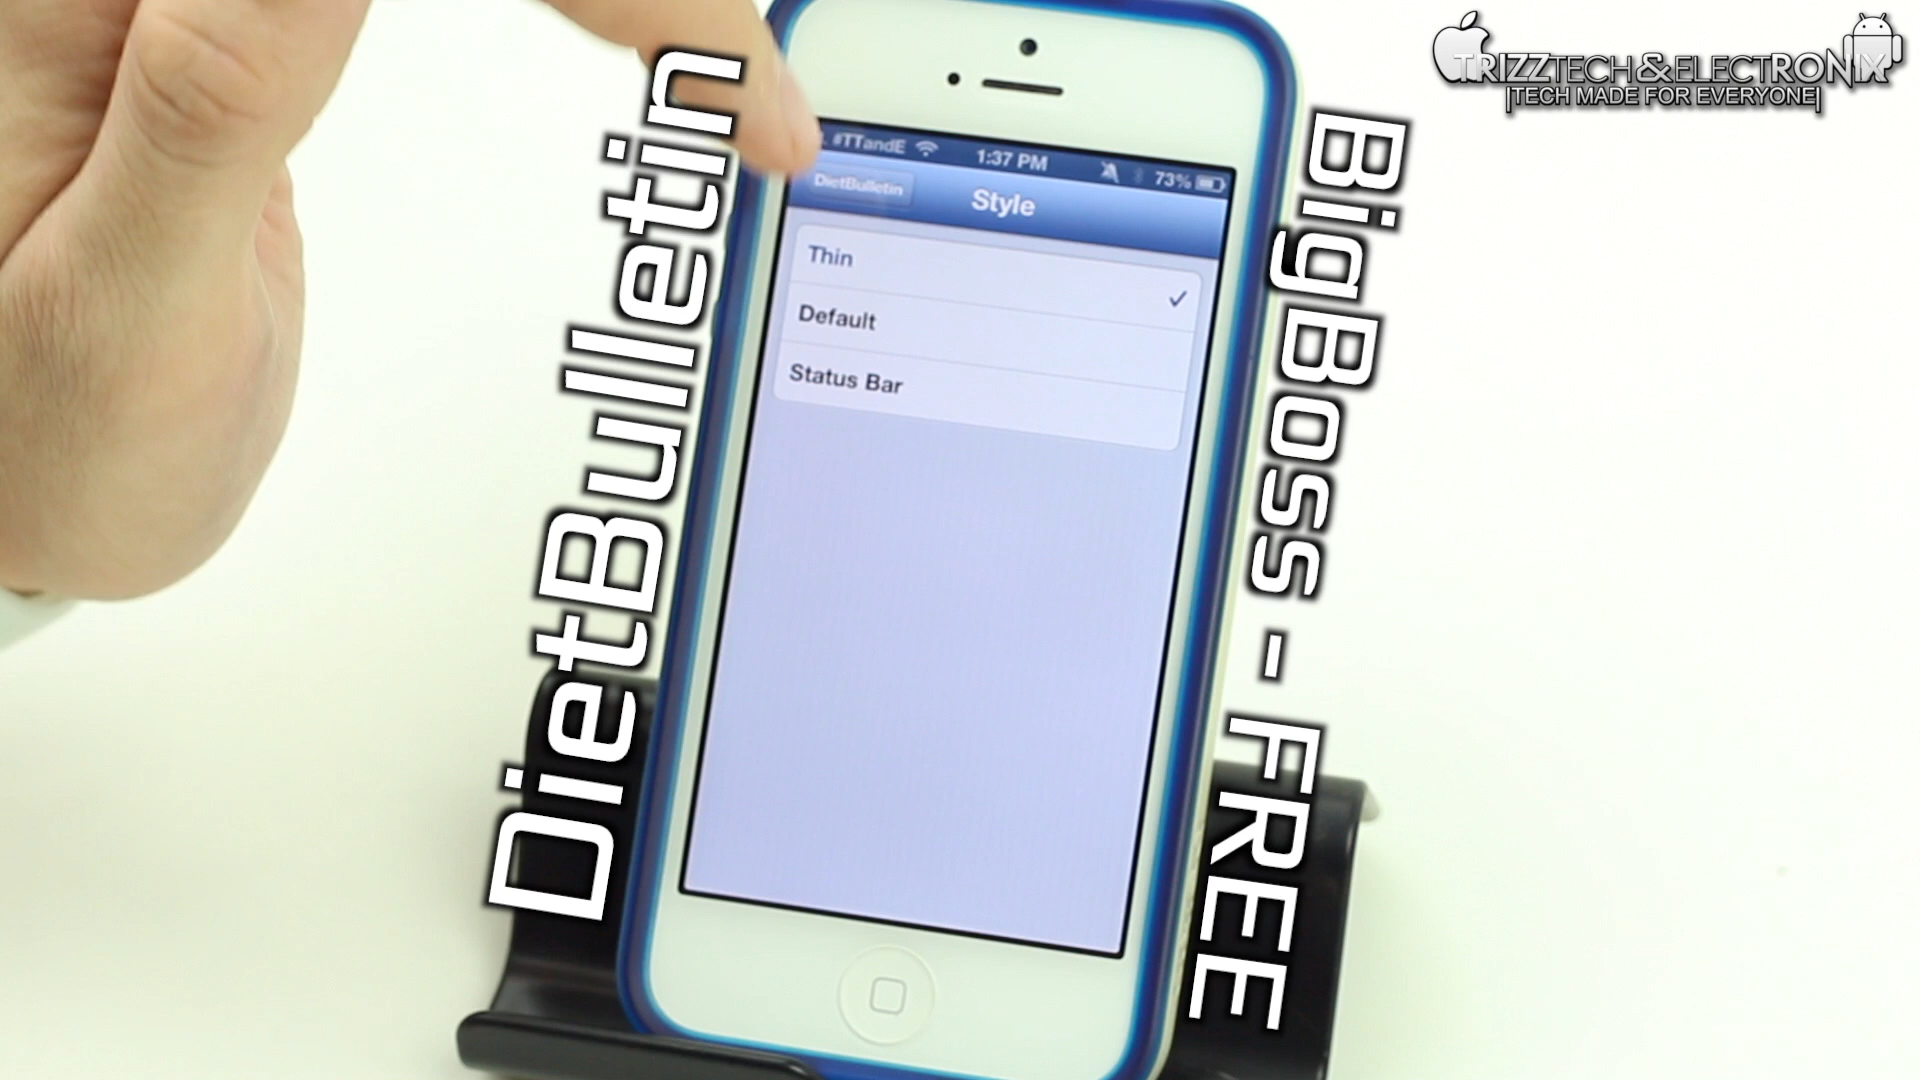 TRIZZTECH&ELECTRONIX
|TECH MADE FOR EVERYONE|
DietBulletin
#TTandE 1:37 PM 73%
DietBulletin Style
Thin
Default
Status Bar
BigBoss - FREE